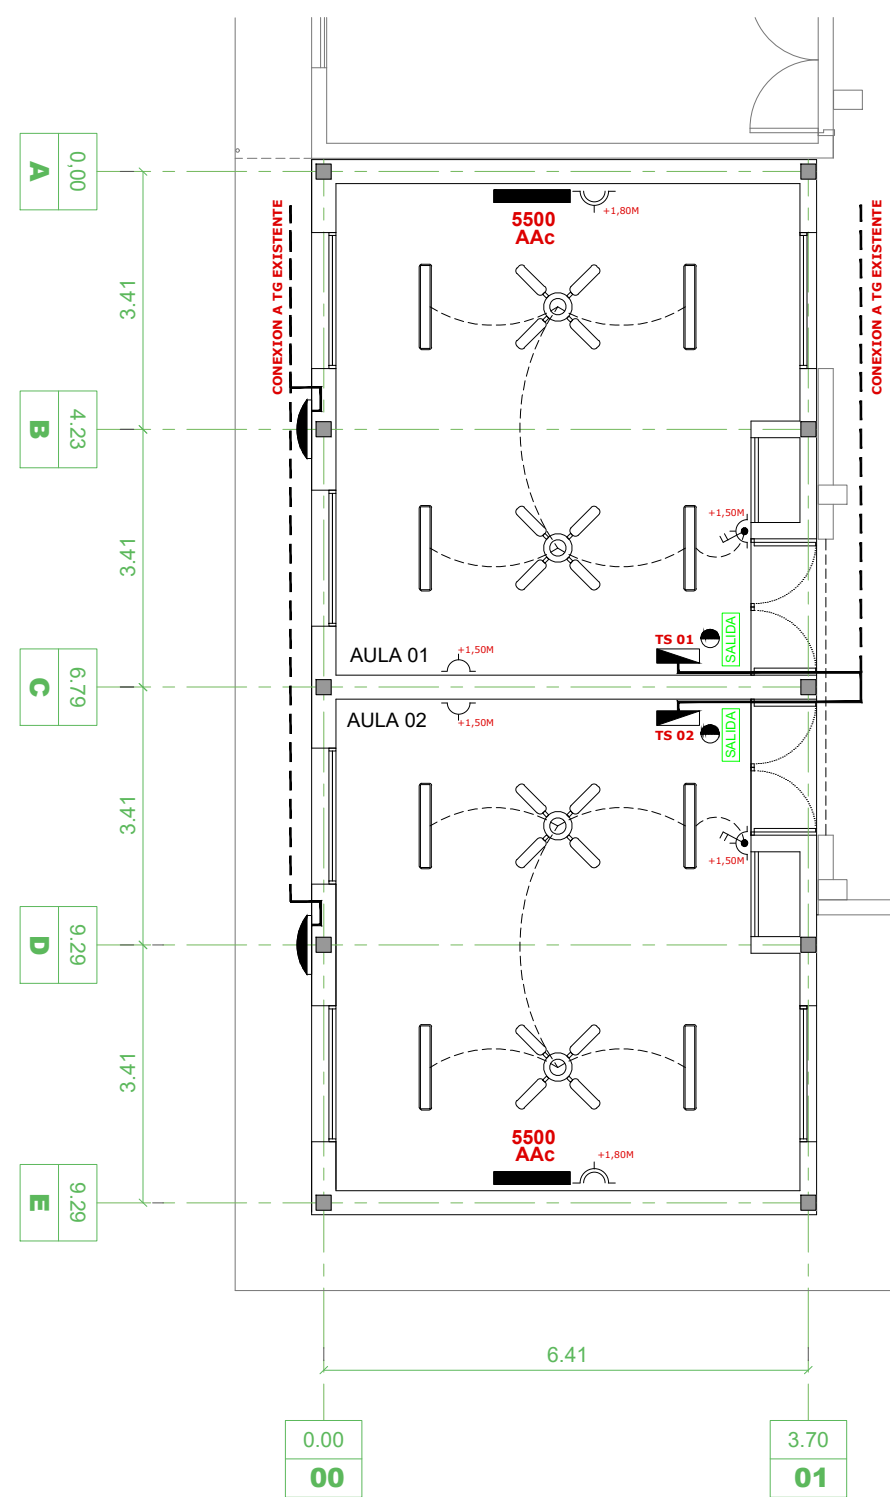 A
0,00
3.41
B
4.23
3.41
C
6.79
3.41
D
9.29
3.41
E
9.29
CONEXION A TG EXISTENTE
CONEXION A TG EXISTENTE
5500
AAc
+1,80M
+1,50M
AULA 01
+1,50M
TS 01
SALIDA
AULA 02
+1,50M
TS 02
SALIDA
+1,50M
5500
AAc
+1,80M
6.41
0.00
00
3.70
01